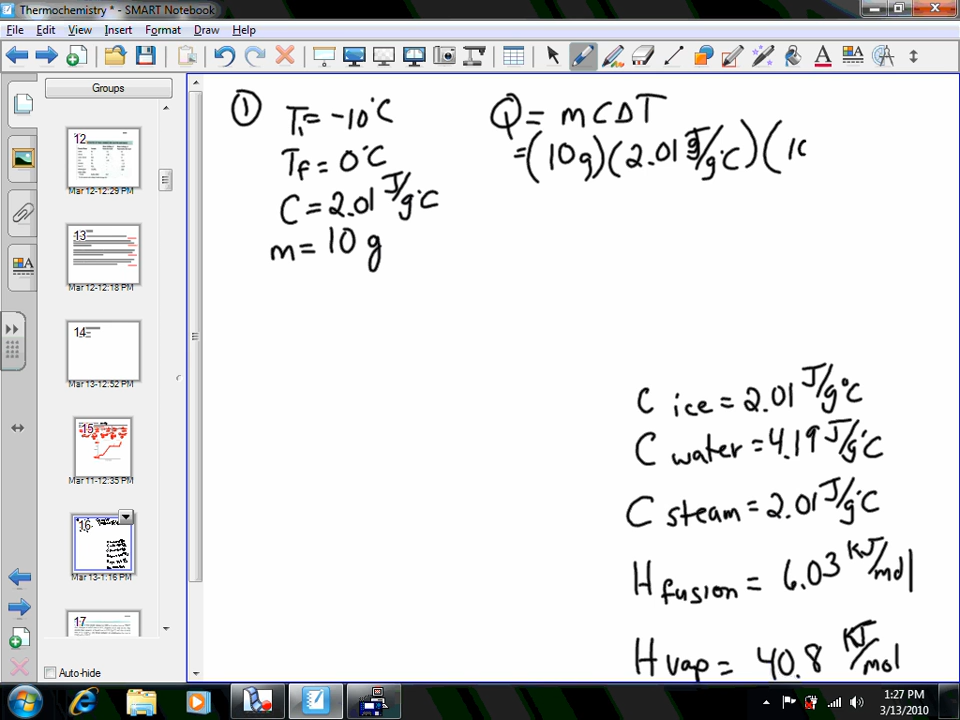 Thermochemistry * - SMART Notebook
File Edit View Insert Format Draw Help
Groups
12
Mar 12-12:29 PM
13
Mar 12-12:18 PM
14
Mar 13-12:52 PM
15
Mar 11-12:35 PM
16
Mar 13-1:16 PM
17
Auto-hide
① T₁ = -10°C
Tf = 0°C
C = 2.01 J/g°C
m = 10 g
Q = mCΔT
= (10g)(2.01 J/g°C)(10
C ice = 2.01 J/g°C
C water = 4.19 J/g°C
C steam = 2.01 J/g°C
H fusion = 6.03 KJ/mol
H vap = 40.8 KJ/mol
1:27 PM
3/13/2010